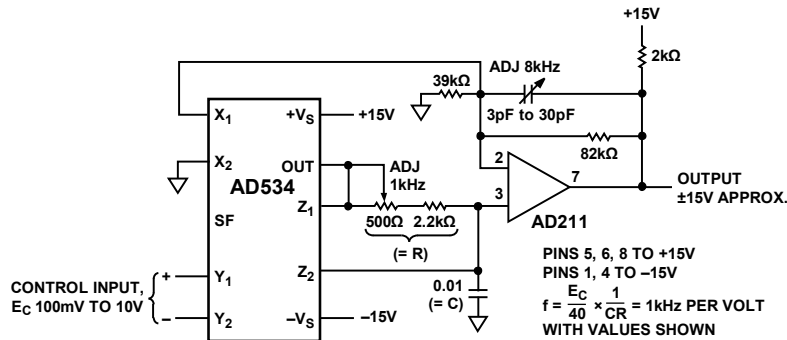 +15V
ADJ 8kHz
39kΩ
2kΩ
3pF to 30pF
X1
+VS
+15V
82kΩ
X2
OUT
ADJ
1kHz
2
7
AD534
OUTPUT
±15V APPROX.
Z1
3
SF
500Ω
2.2kΩ
AD211
(= R)
PINS 5, 6, 8 TO +15V
PINS 1, 4 TO –15V
Z2
CONTROL INPUT,
EC 100mV TO 10V
+
Y1
0.01
(= C)
f = EC/40 × 1/CR = 1kHz PER VOLT
WITH VALUES SHOWN
–
Y2
–VS
–15V